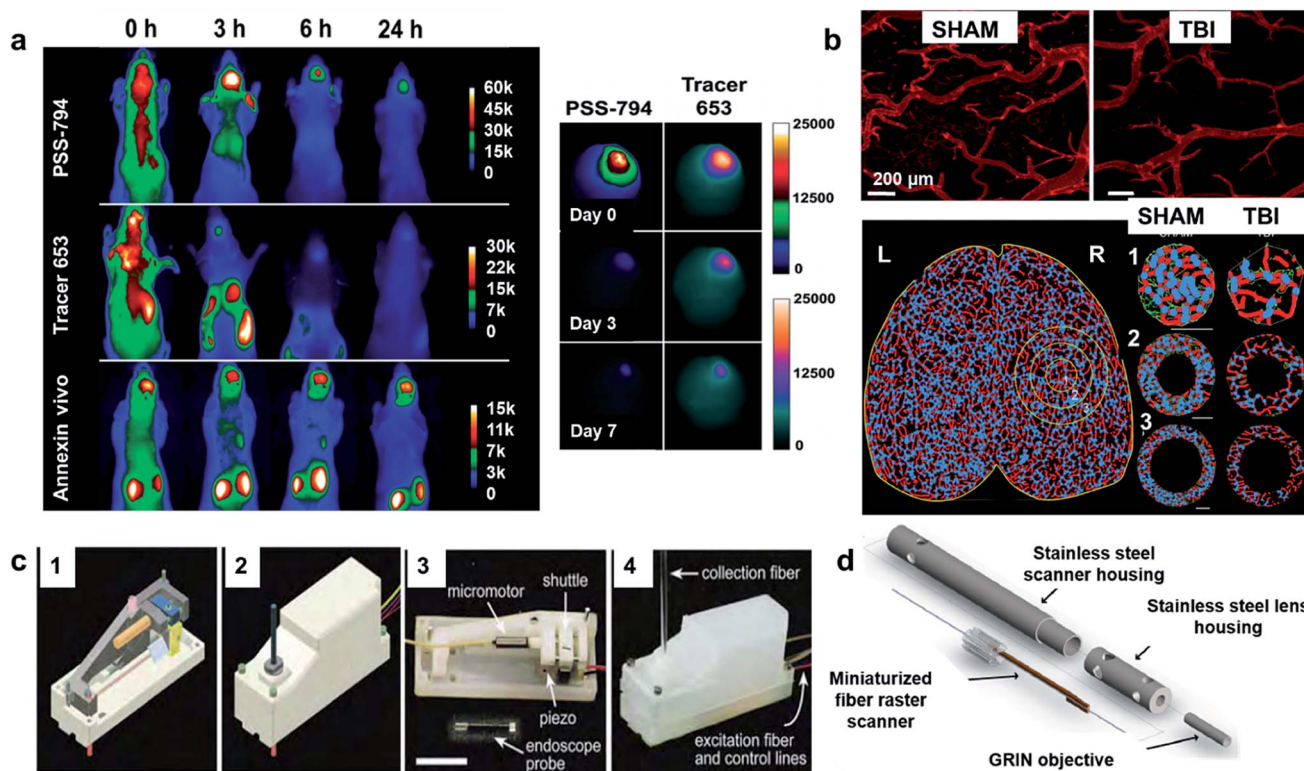 a
0 h 3 h 6 h 24 h
PSS-794
60k
45k
30k
15k
0
Tracer 653
30k
22k
15k
7k
0
Annexin vivo
15k
11k
7k
3k
0
PSS-794
Tracer
653
Day 0
Day 3
Day 7
25000
12500
0
25000
12500
0
b
SHAM
TBI
200 µm
SHAM TBI
L
R
1
2
3
2
3
c
1
2
3
micromotor
shuttle
piezo
endoscope
probe
4
collection fiber
excitation fiber
and control lines
d
Stainless steel
scanner housing
Stainless steel lens
housing
Miniaturized
fiber raster
scanner
GRIN objective